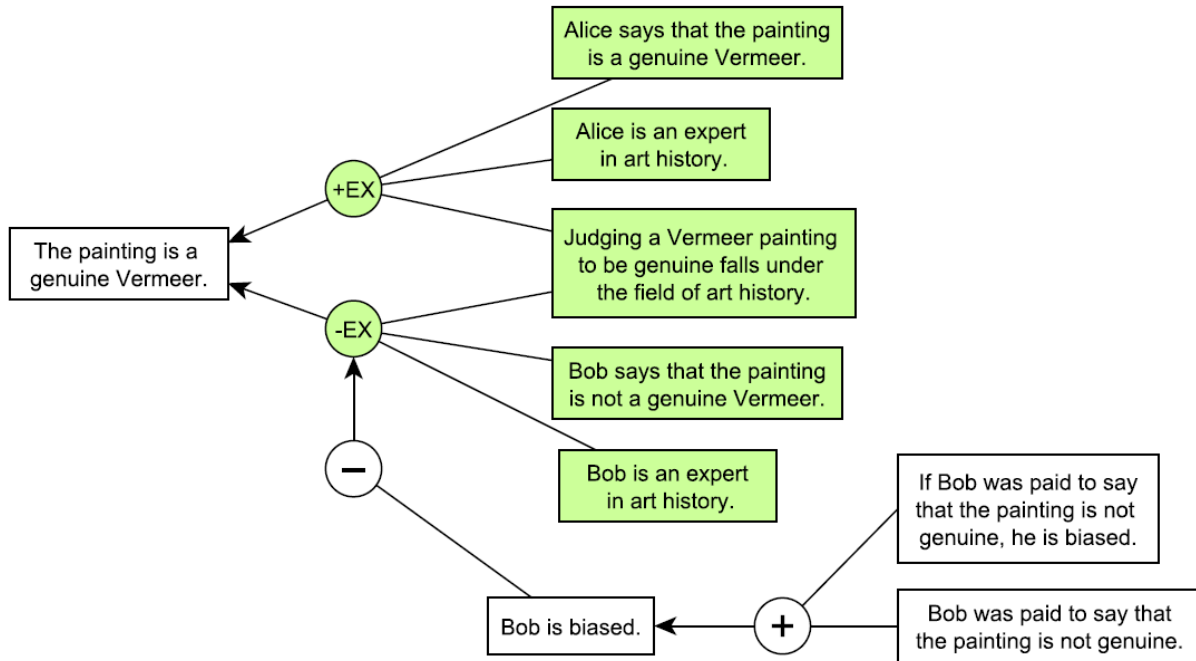 Alice says that the painting
is a genuine Vermeer.
Alice is an expert
in art history.
+EX
Judging a Vermeer painting
to be genuine falls under
the field of art history.
The painting is a
genuine Vermeer.
-EX
Bob says that the painting
is not a genuine Vermeer.
−
Bob is an expert
in art history.
If Bob was paid to say
that the painting is not
genuine, he is biased.
Bob is biased.
+
Bob was paid to say that
the painting is not genuine.